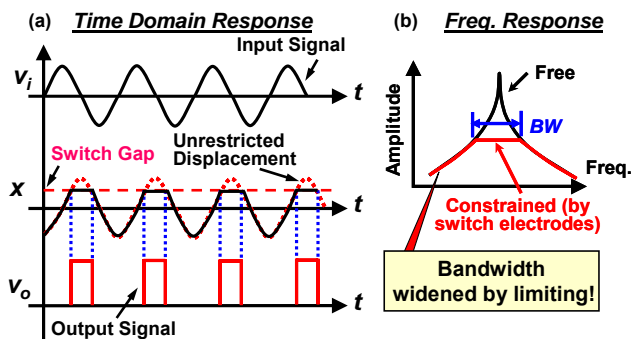 (a) Time Domain Response
Input Signal
vi
t
Unrestricted
Displacement
Switch Gap
x
t
vo
t
Output Signal
(b) Freq. Response
Amplitude
Free
BW
Freq.
Constrained (by
switch electrodes)
Bandwidth
widened by limiting!